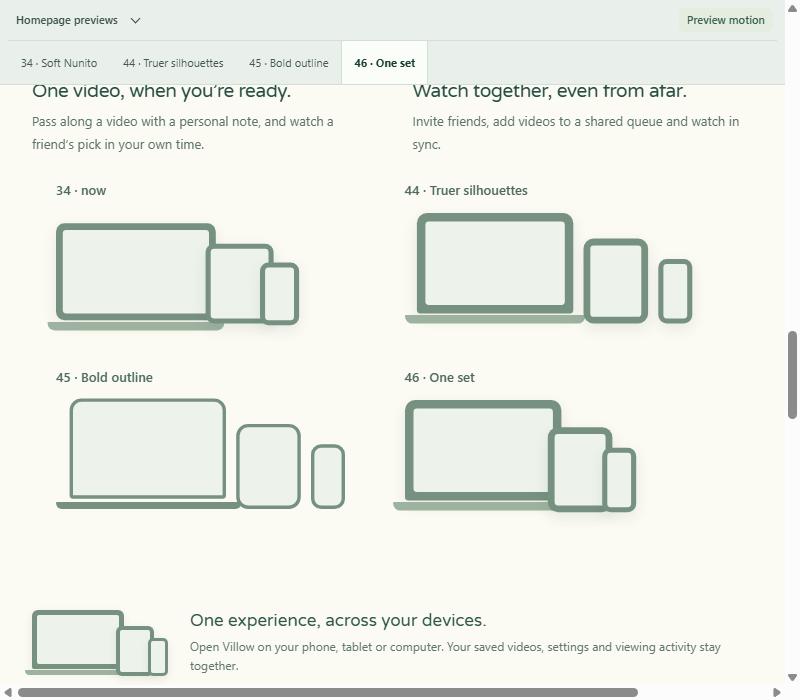 Homepage previews
Preview motion
34 · Soft Nunito
44 · Truer silhouettes
45 · Bold outline
46 · One set
One video, when you’re ready.
Pass along a video with a personal note, and watch a
friend’s pick in your own time.
Watch together, even from afar.
Invite friends, add videos to a shared queue and watch in
sync.
34 · now
44 · Truer silhouettes
45 · Bold outline
46 · One set
One experience, across your devices.
Open Villow on your phone, tablet or computer. Your saved videos, settings and viewing activity stay
together.